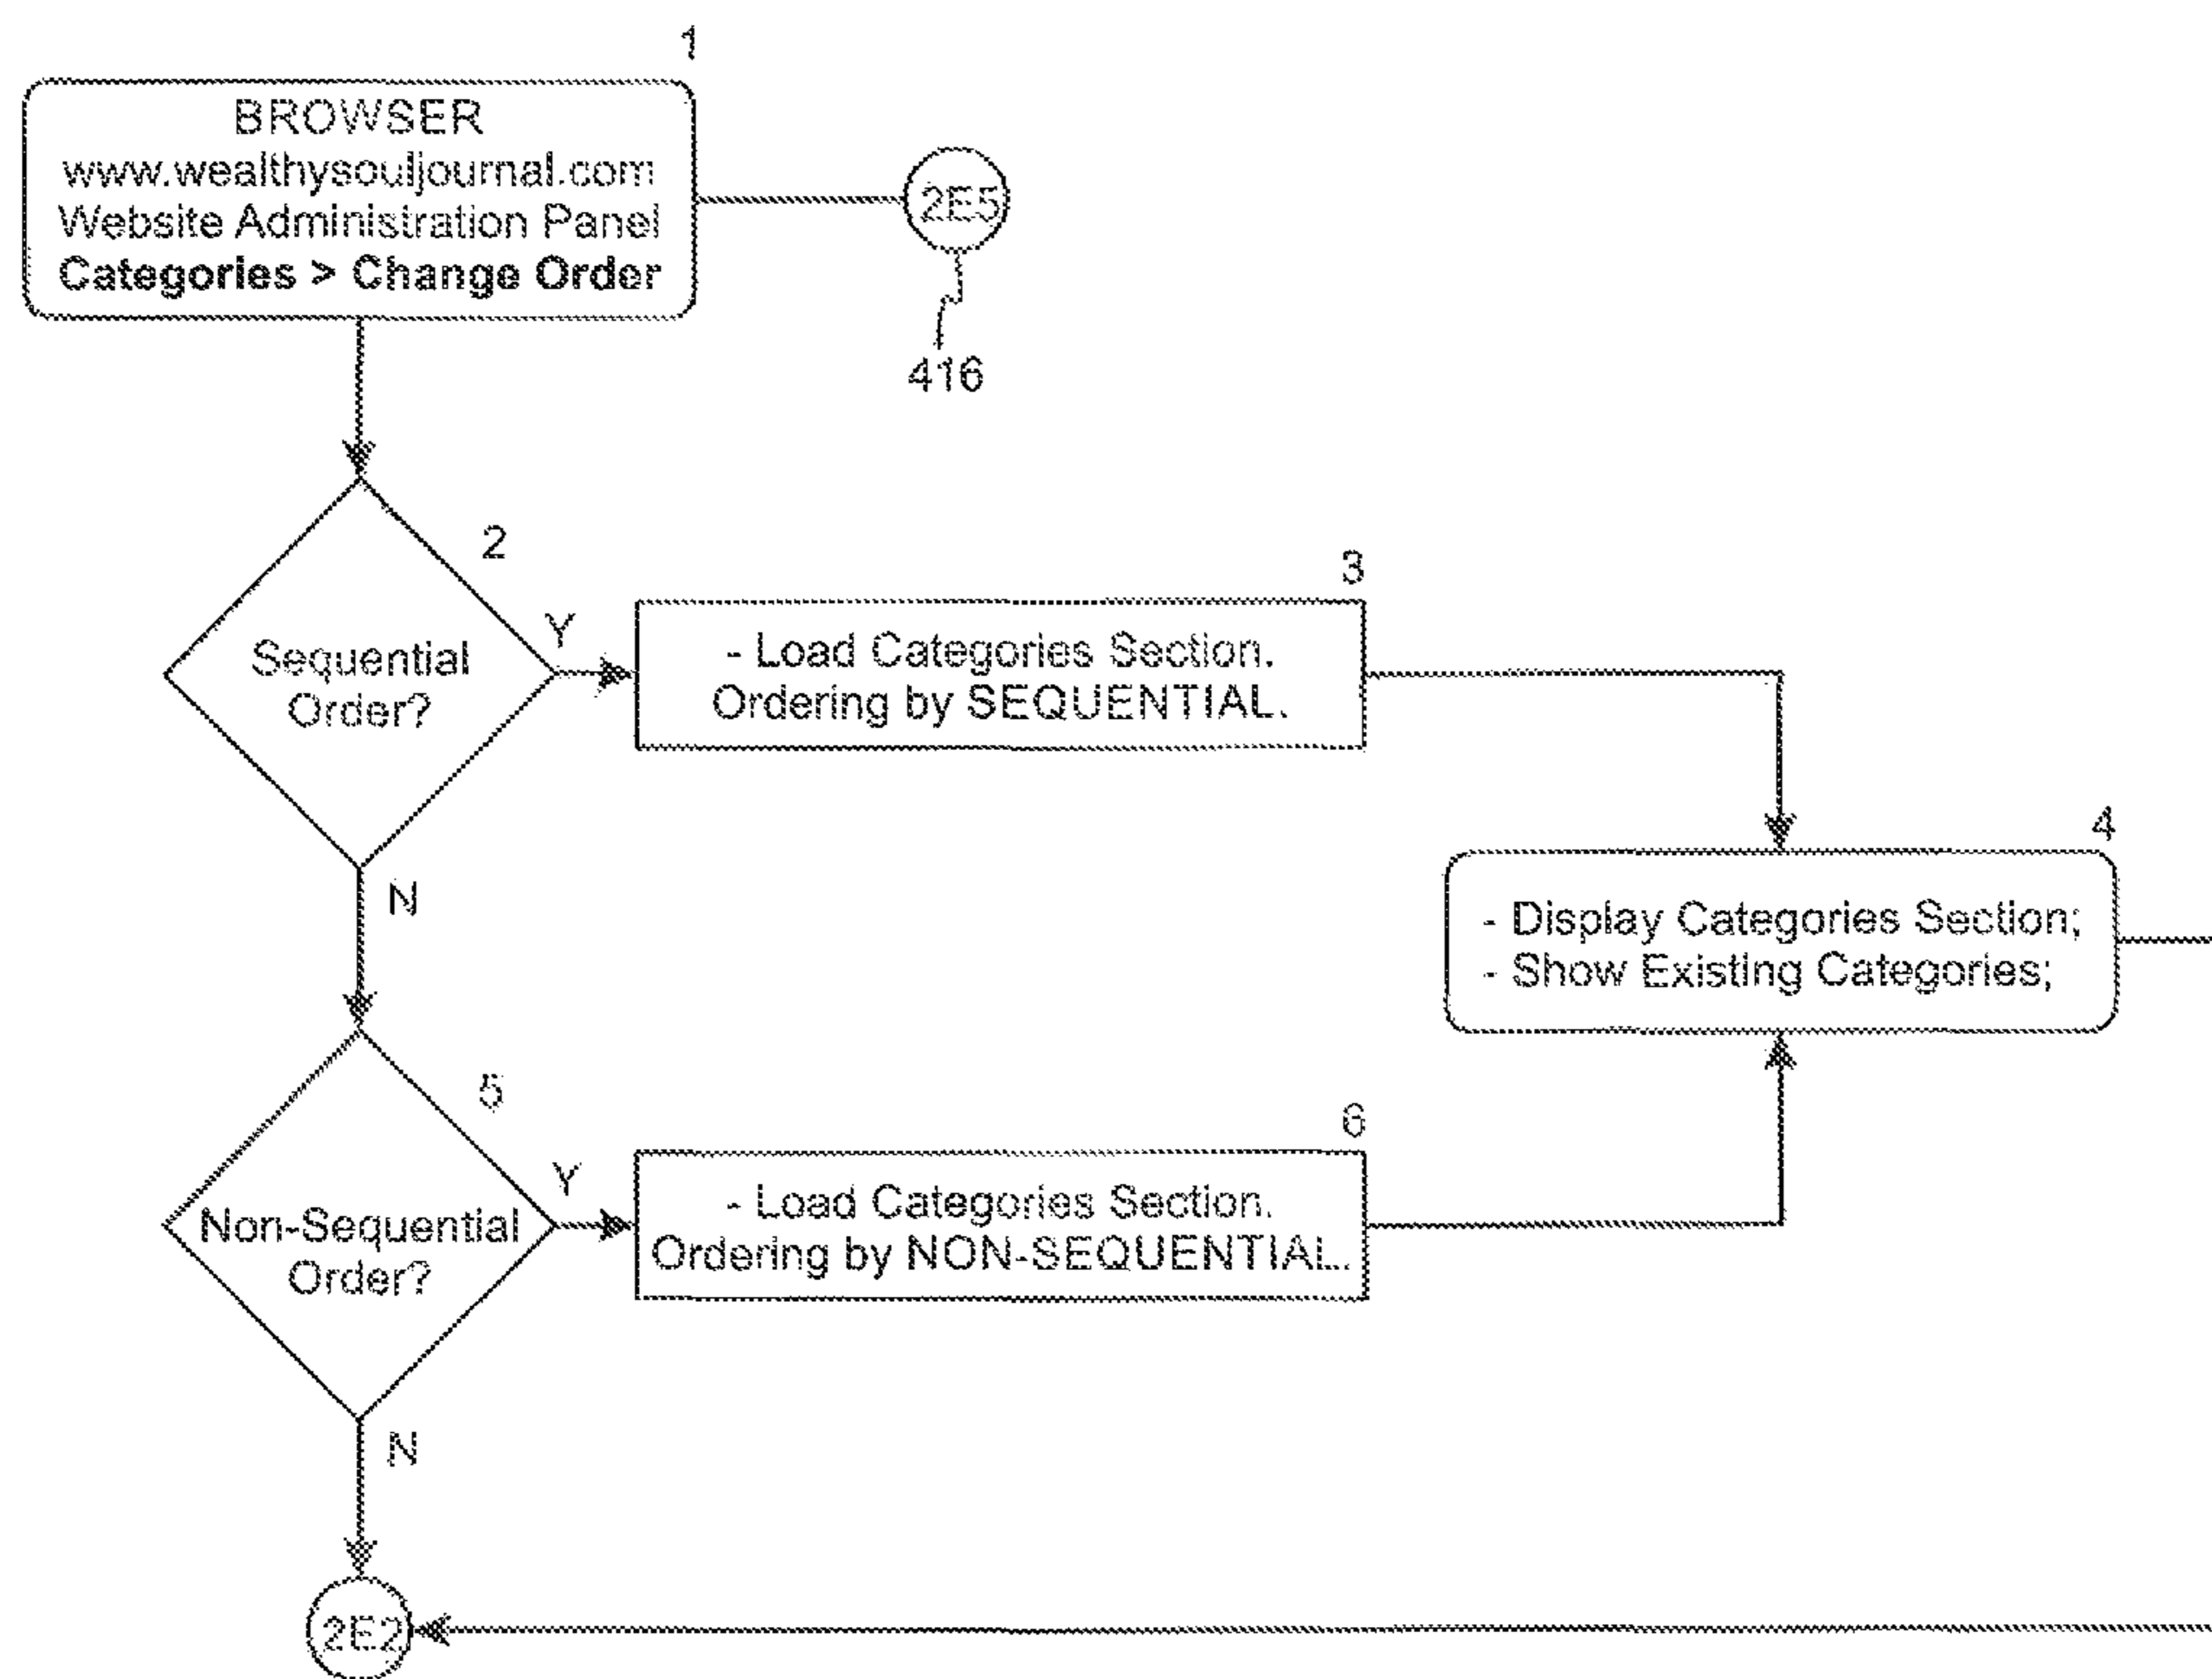 1
BROWSER
www.wealthysouljournal.com
Website Administration Panel
Categories > Change Order
2E5
416
2
Sequential
Order?
Y
N
3
- Load Categories Section.
Ordering by SEQUENTIAL.
4
- Display Categories Section;
- Show Existing Categories;
5
Non-Sequential
Order?
Y
N
6
- Load Categories Section.
Ordering by NON-SEQUENTIAL.
2E2